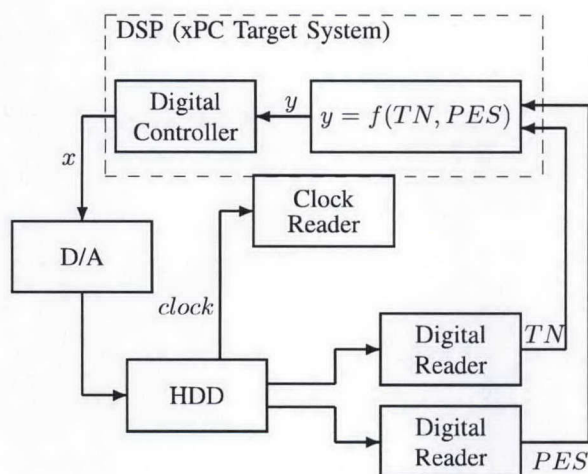 DSP (xPC Target System)
Digital
Controller
y
y = f(TN, PES)
x
Clock
Reader
D/A
clock
HDD
Digital
Reader
TN
Digital
Reader
PES